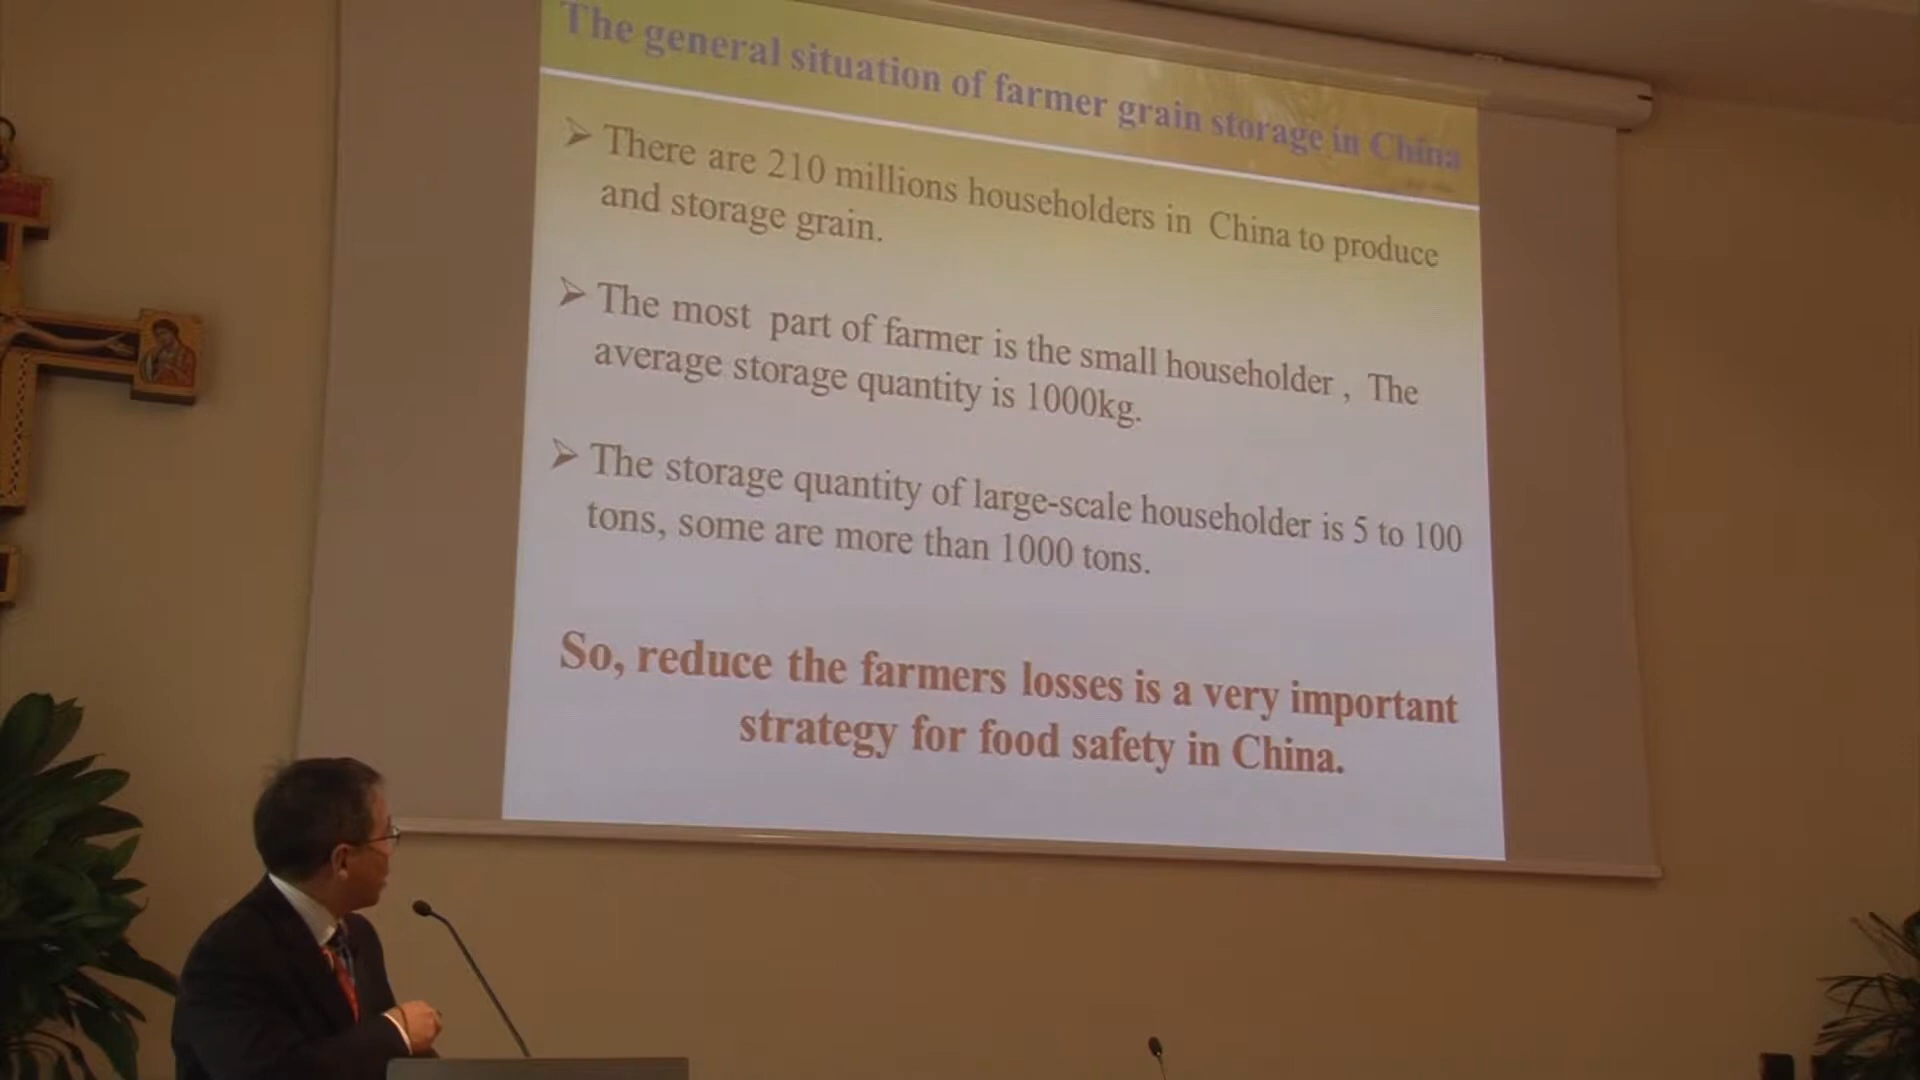 The general situation of farmer grain storage in China
➢ There are 210 millions householders in China to produce
and storage grain.
➢ The most part of farmer is the small householder , The
average storage quantity is 1000kg.
➢ The storage quantity of large-scale householder is 5 to 100
tons, some are more than 1000 tons.
So, reduce the farmers losses is a very important
strategy for food safety in China.